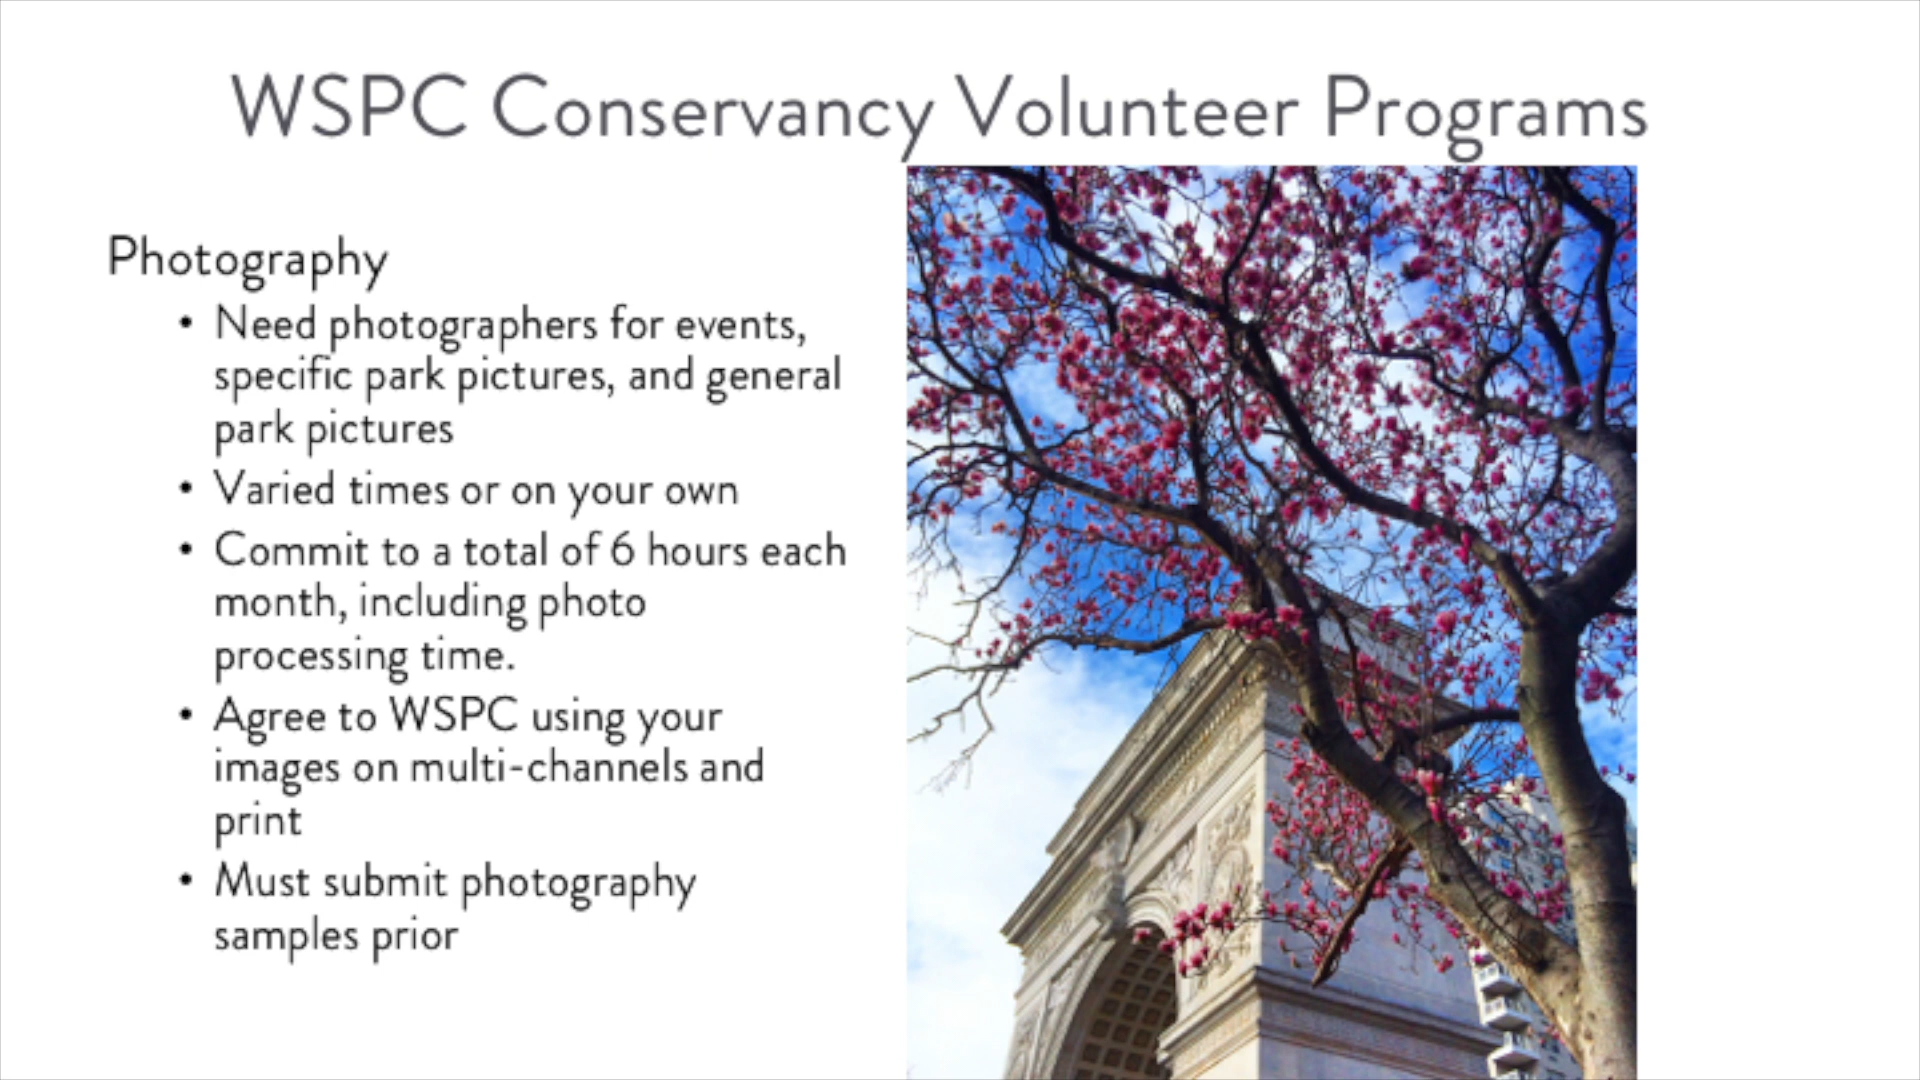 WSPC Conservancy Volunteer Programs
Photography
• Need photographers for events,
specific park pictures, and general
park pictures
• Varied times or on your own
• Commit to a total of 6 hours each
month, including photo
processing time.
• Agree to WSPC using your
images on multi-channels and
print
• Must submit photography
samples prior